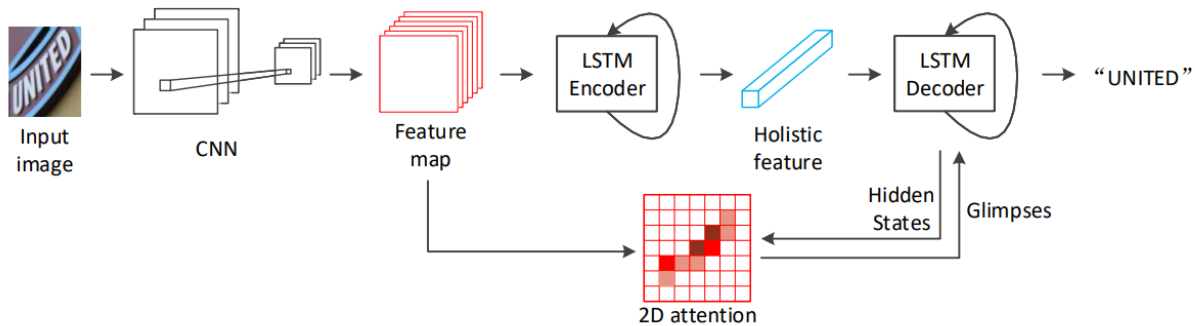 UNITED
Input
image
CNN
Feature
map
LSTM
Encoder
Holistic
feature
LSTM
Decoder
“UNITED”
Hidden
States
Glimpses
2D attention